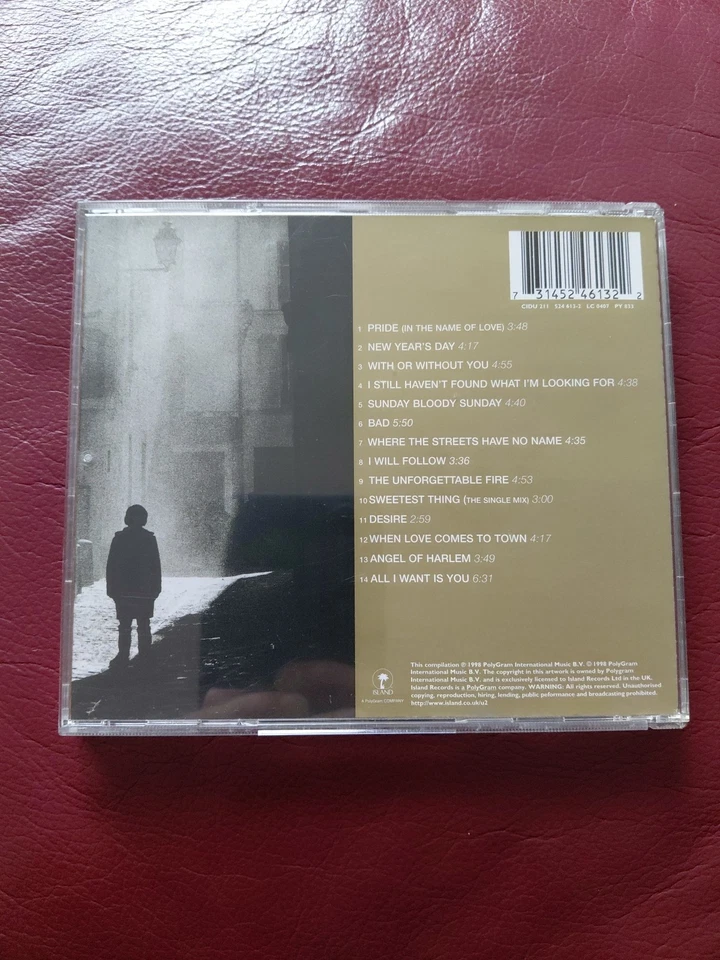 7 31452 46132 2
CIDU 211 524 613-2 LC 0407 PY 833
1 PRIDE (IN THE NAME OF LOVE) 3:48
2 NEW YEAR'S DAY 4:17
3 WITH OR WITHOUT YOU 4:55
4 I STILL HAVEN'T FOUND WHAT I'M LOOKING FOR 4:38
5 SUNDAY BLOODY SUNDAY 4:40
6 BAD 5:50
7 WHERE THE STREETS HAVE NO NAME 4:35
8 I WILL FOLLOW 3:36
9 THE UNFORGETTABLE FIRE 4:53
10 SWEETEST THING (THE SINGLE MIX) 3:00
11 DESIRE 2:59
12 WHEN LOVE COMES TO TOWN 4:17
13 ANGEL OF HARLEM 3:49
14 ALL I WANT IS YOU 6:31
ISLAND
A PolyGram COMPANY
This compilation ℗ 1998 PolyGram International Music B.V. © 1998 PolyGram
International Music B.V. The copyright in this artwork is owned by Polygram
International Music B.V. and is exclusively licensed to Island Records Ltd in the UK.
Island Records is a PolyGram company. WARNING: All rights reserved. Unauthorised
copying, reproduction, hiring, lending, public peformance and broadcasting prohibited.
http://www.island.co.uk/u2